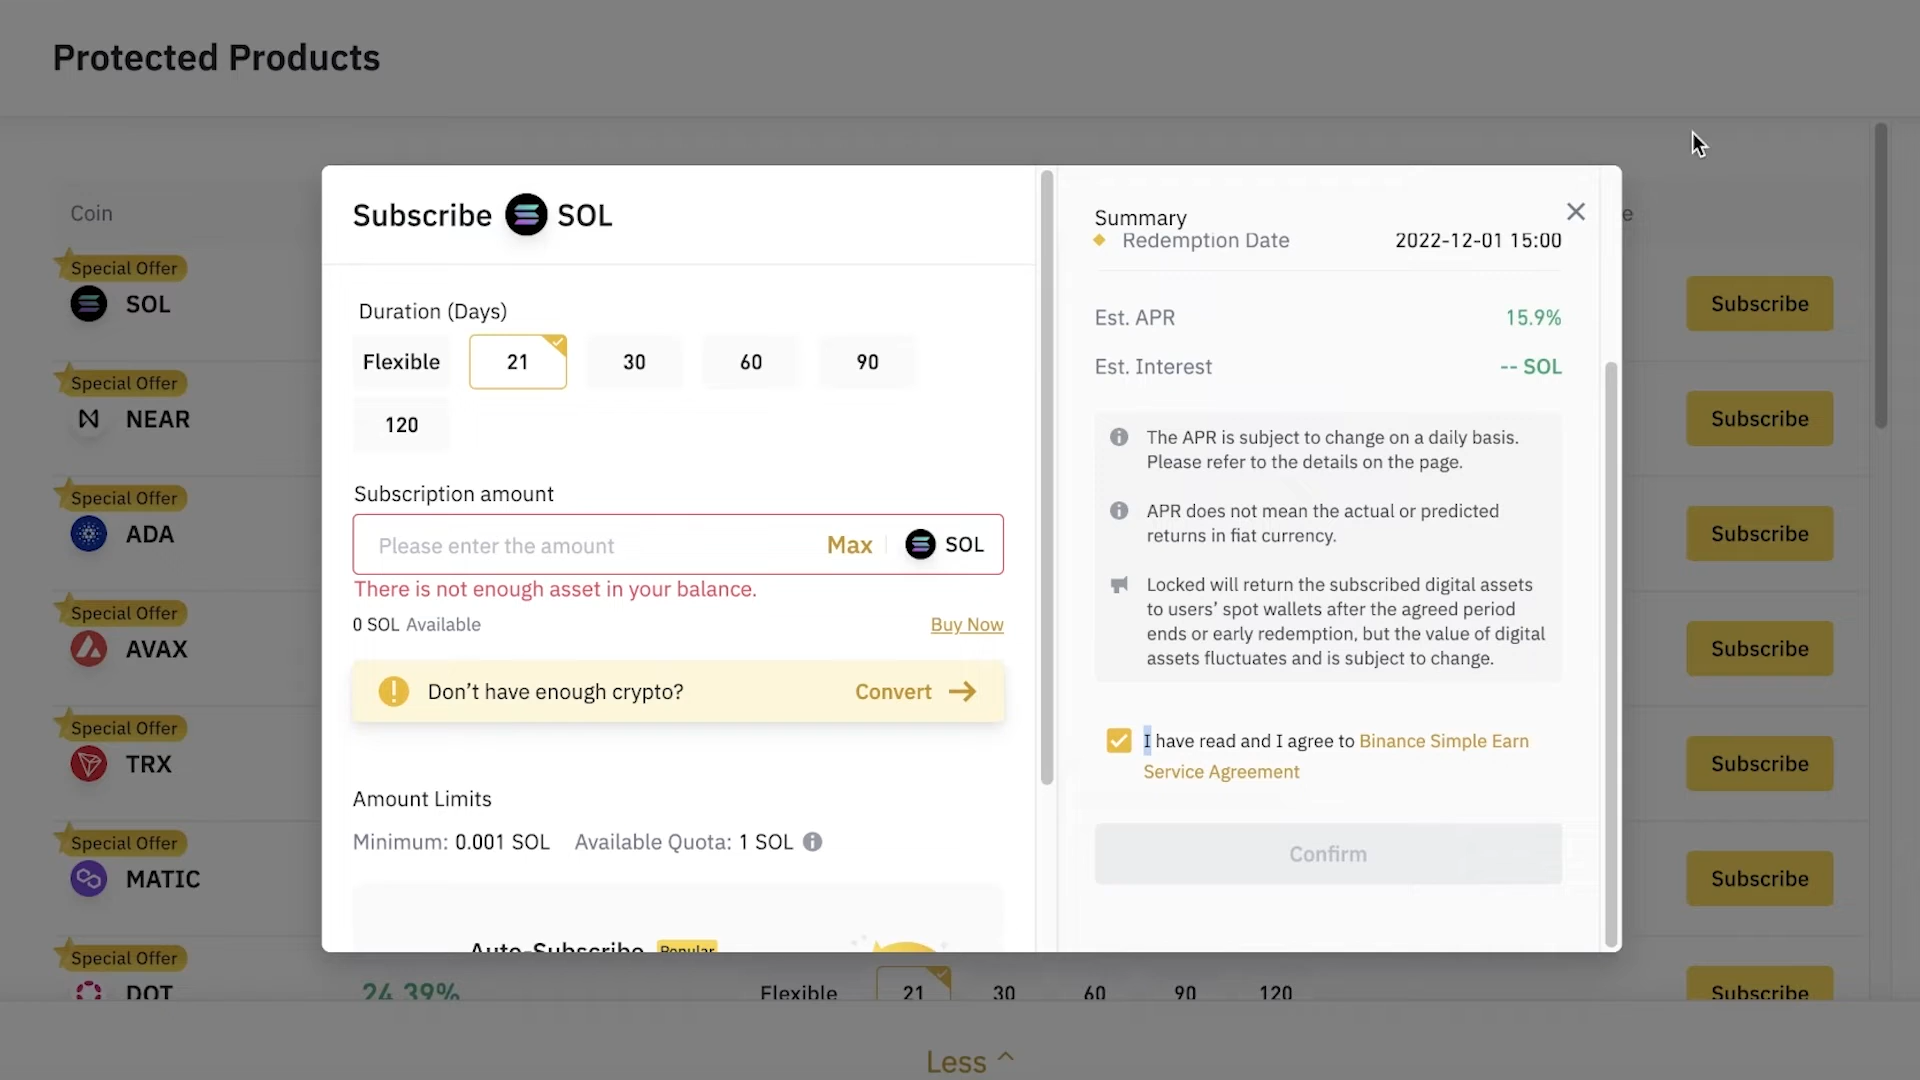 Protected Products
Coin
Special Offer
SOL
Subscribe
Special Offer
NEAR
Subscribe
Special Offer
ADA
Subscribe
Special Offer
AVAX
Subscribe
Special Offer
TRX
Subscribe
Special Offer
MATIC
Subscribe
Special Offer
DOT
24.39%
Flexible 21 30 60 90 120
Subscribe
Less
Subscribe SOL
Duration (Days)
Flexible 21 30 60 90
120
Subscription amount
Please enter the amount Max SOL
There is not enough asset in your balance.
0 SOL Available Buy Now
Don’t have enough crypto? Convert
Amount Limits
Minimum: 0.001 SOL Available Quota: 1 SOL
Auto-Subscribe Popular
Summary
Redemption Date 2022-12-01 15:00
Est. APR 15.9%
Est. Interest -- SOL
The APR is subject to change on a daily basis.
Please refer to the details on the page.
APR does not mean the actual or predicted
returns in fiat currency.
Locked will return the subscribed digital assets
to users’ spot wallets after the agreed period
ends or early redemption, but the value of digital
assets fluctuates and is subject to change.
I have read and I agree to Binance Simple Earn
Service Agreement
Confirm